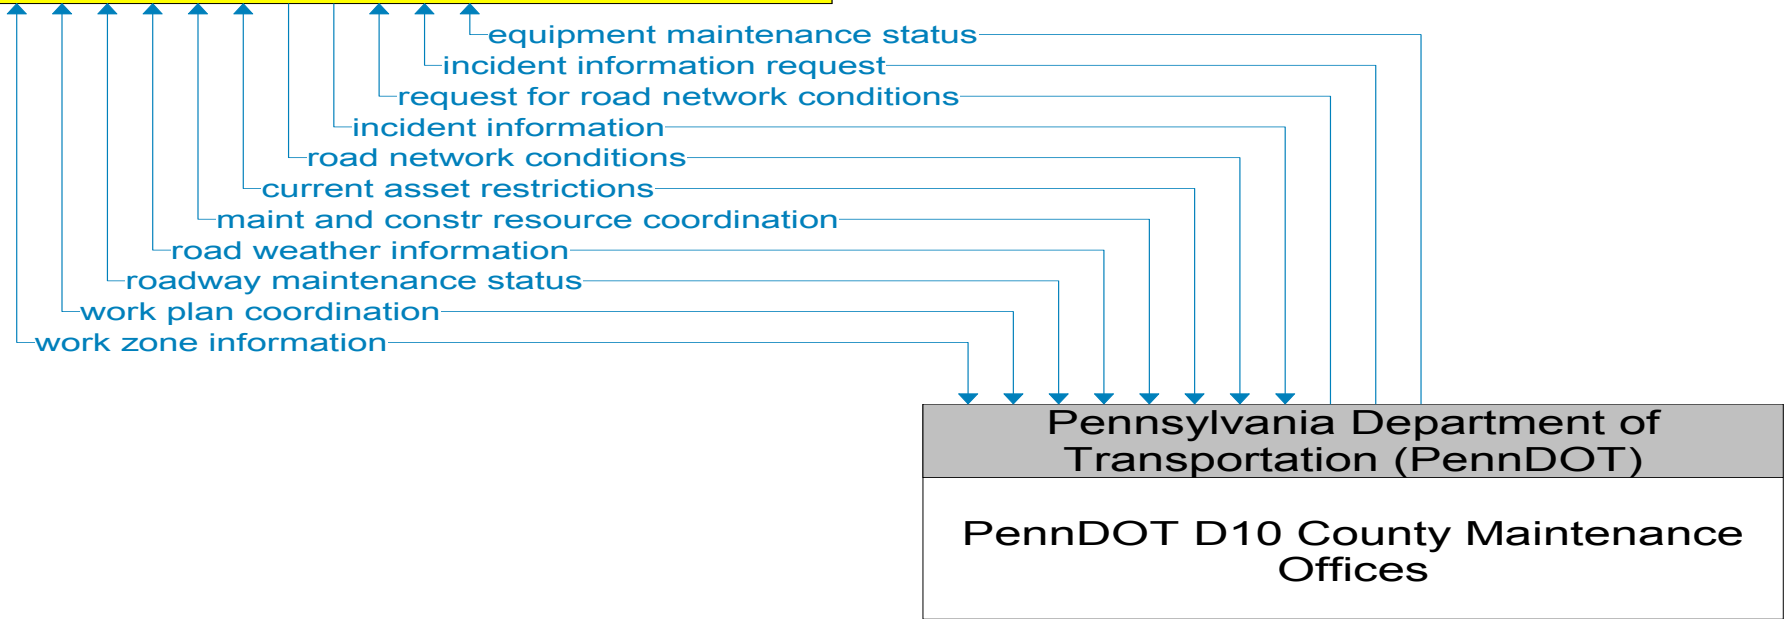 equipment maintenance status
incident information request
request for road network conditions
incident information
road network conditions
current asset restrictions
maint and constr resource coordination
road weather information
roadway maintenance status
work plan coordination
work zone information
Pennsylvania Department of
Transportation (PennDOT)
PennDOT D10 County Maintenance
Offices